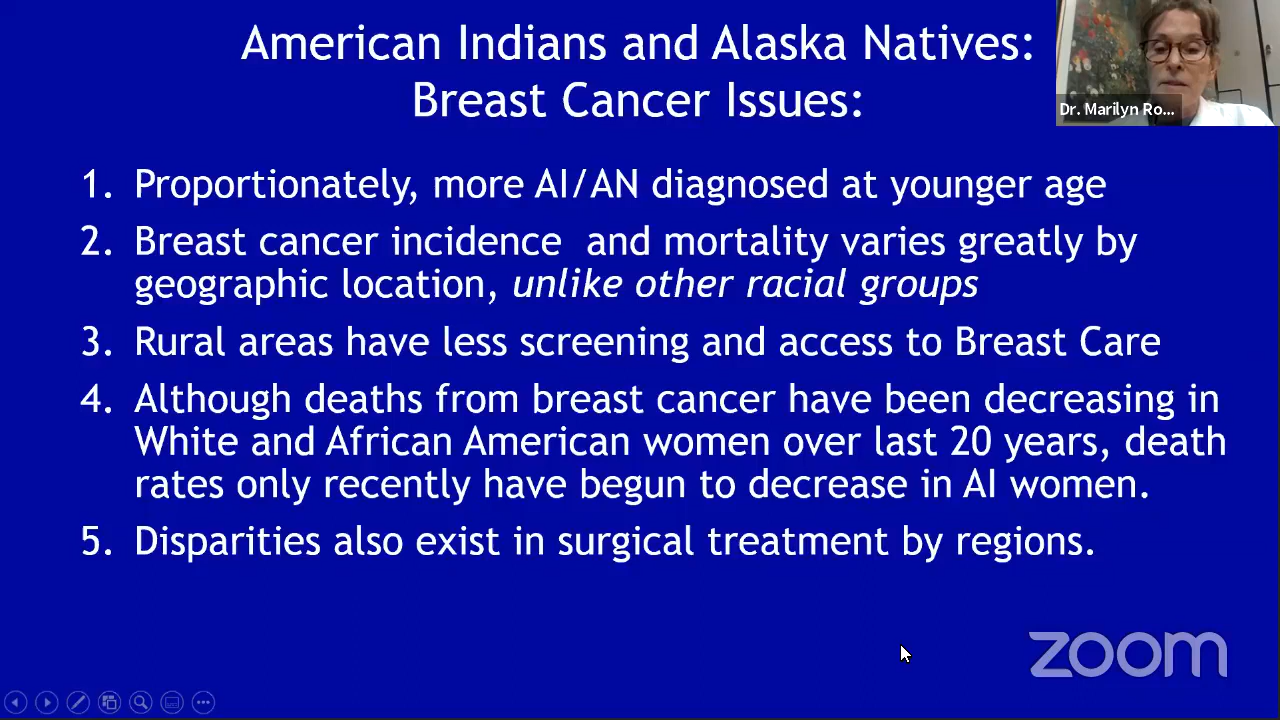 American Indians and Alaska Natives:
Breast Cancer Issues:
Dr. Marilyn Ro...
1. Proportionately, more AI/AN diagnosed at younger age
2. Breast cancer incidence and mortality varies greatly by
geographic location, unlike other racial groups
3. Rural areas have less screening and access to Breast Care
4. Although deaths from breast cancer have been decreasing in
White and African American women over last 20 years, death
rates only recently have begun to decrease in AI women.
5. Disparities also exist in surgical treatment by regions.
zoom